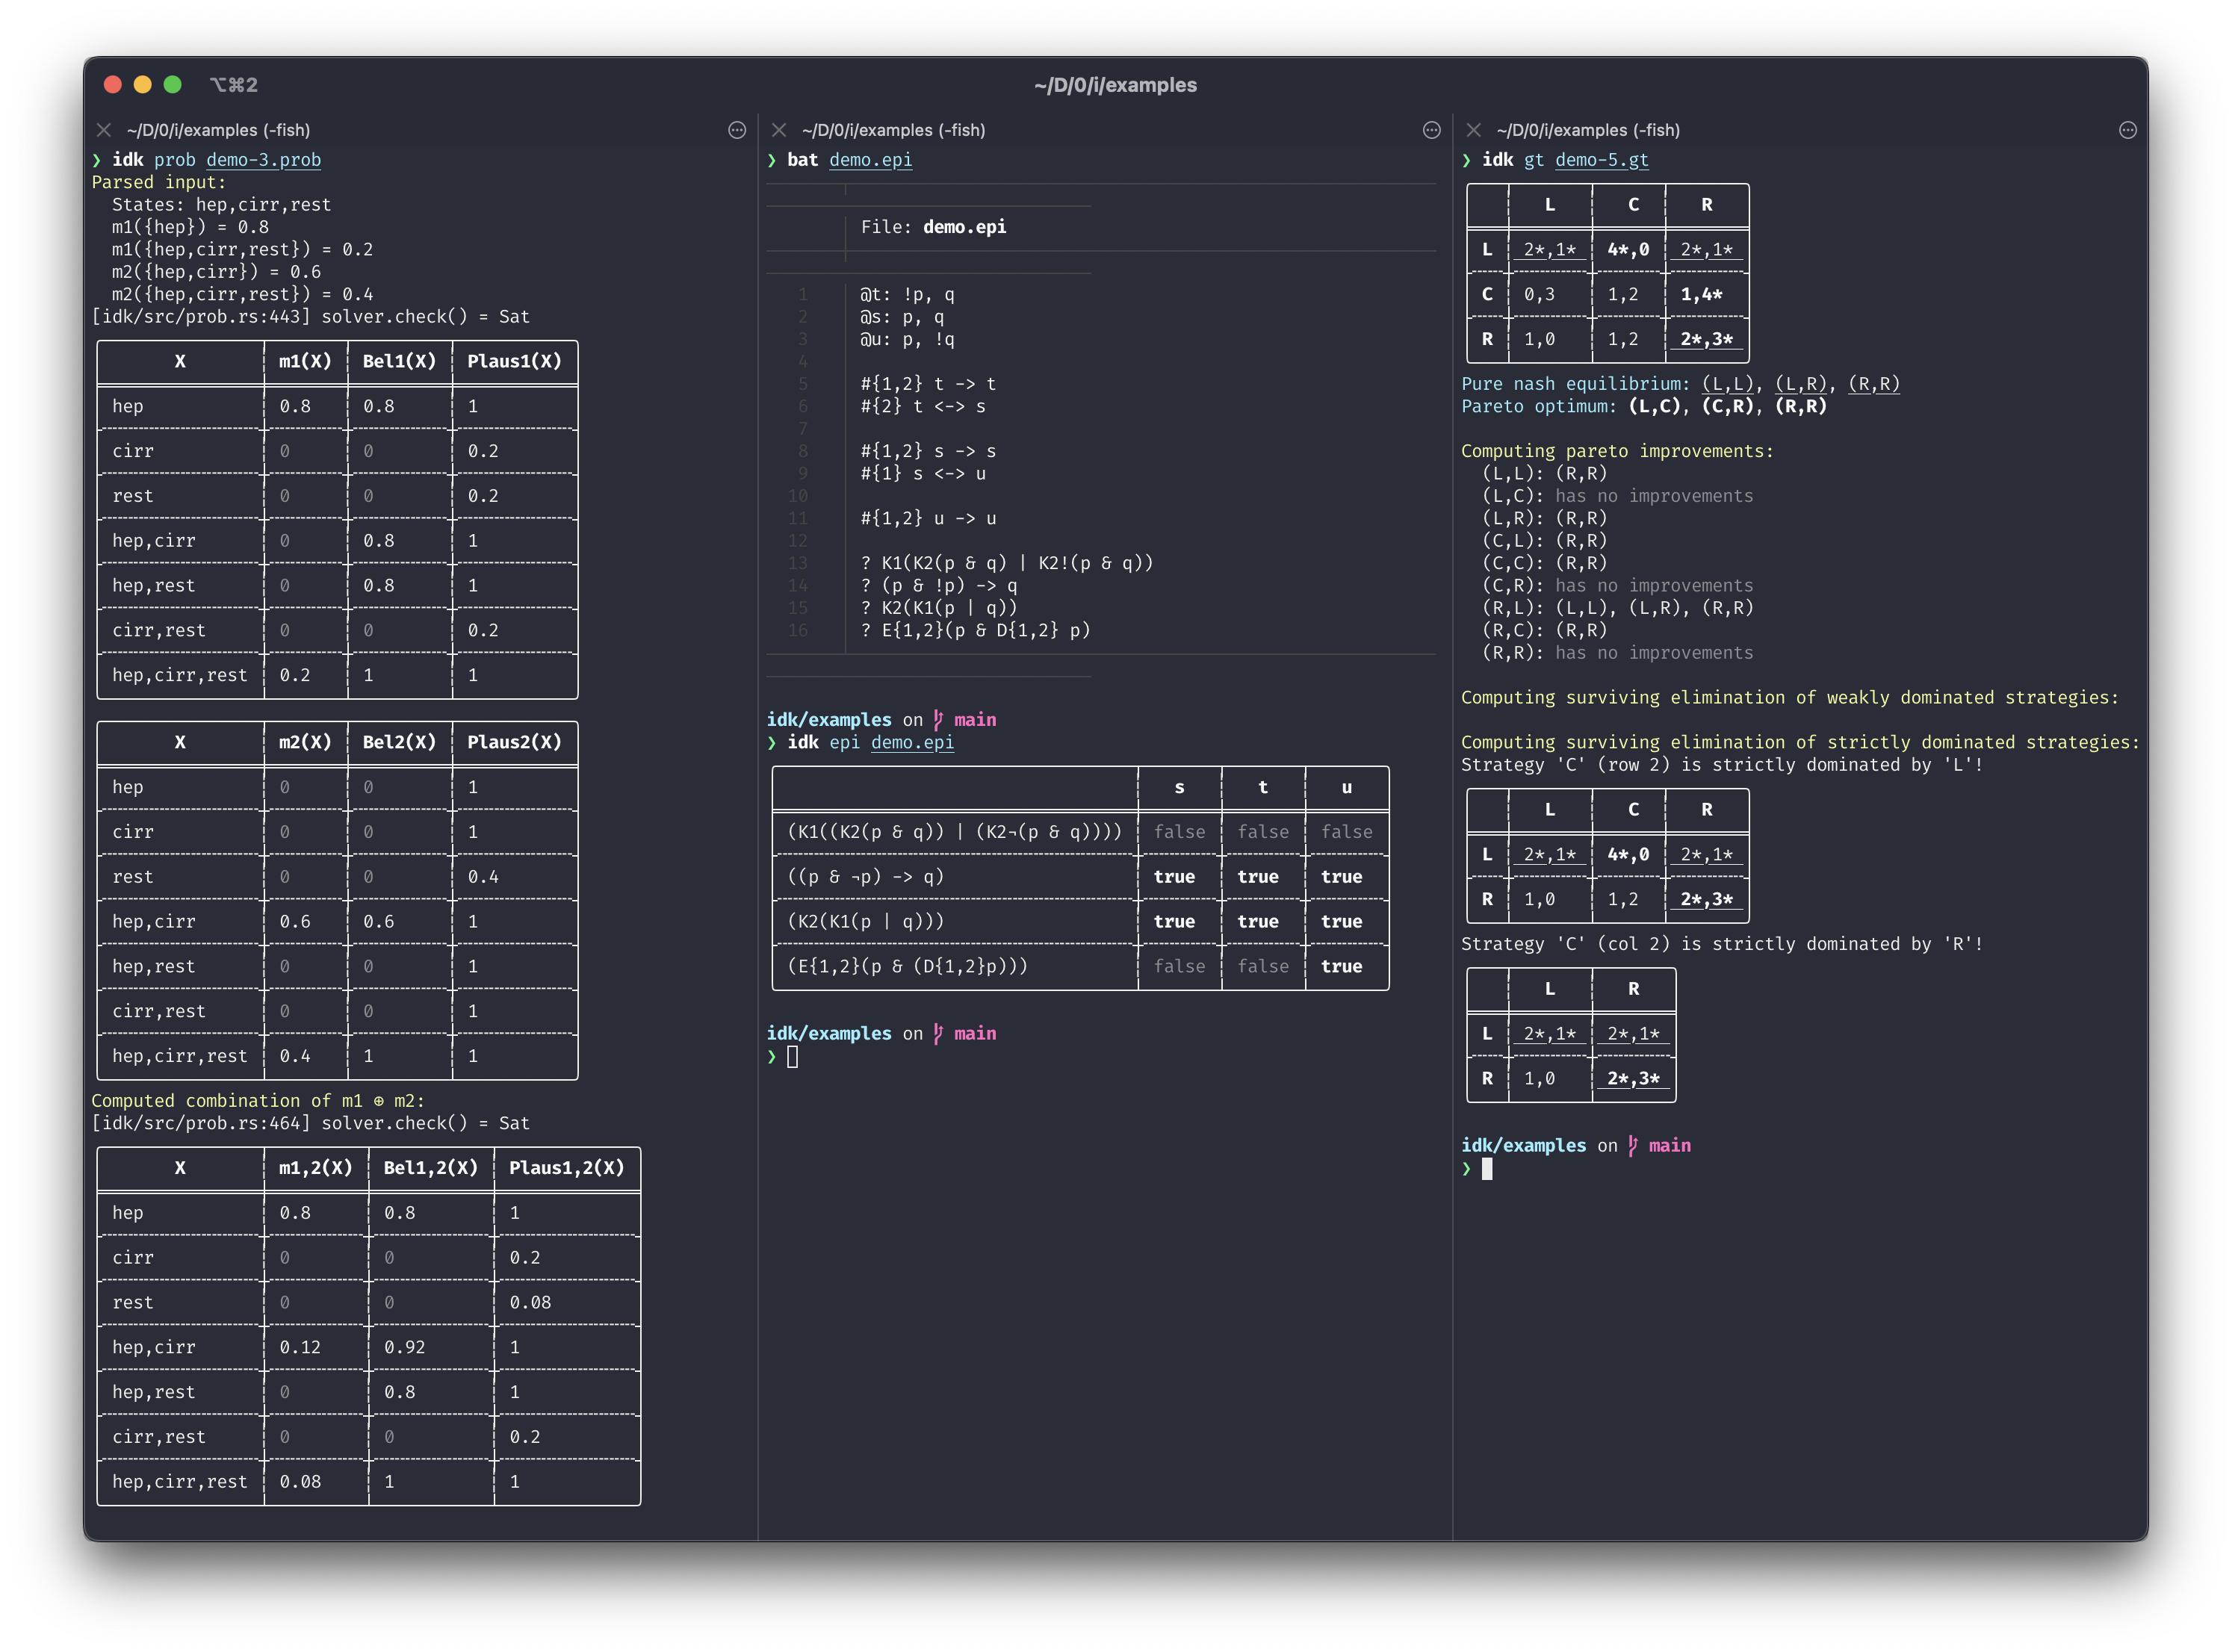 ⌥⌘2
~/D/0/i/examples
~/D/0/i/examples (-fish)
❯ idk prob demo-3.prob
Parsed input:
States: hep,cirr,rest
m1({hep}) = 0.8
m1({hep,cirr,rest}) = 0.2
m2({hep,cirr}) = 0.6
m2({hep,cirr,rest}) = 0.4
[idk/src/prob.rs:443] solver.check() = Sat
X m1(X) Bel1(X) Plaus1(X)
hep 0.8 0.8 1
cirr 0 0 0.2
rest 0 0 0.2
hep,cirr 0 0.8 1
hep,rest 0 0.8 1
cirr,rest 0 0 0.2
hep,cirr,rest 0.2 1 1
X m2(X) Bel2(X) Plaus2(X)
hep 0 0 1
cirr 0 0 1
rest 0 0 0.4
hep,cirr 0.6 0.6 1
hep,rest 0 0 1
cirr,rest 0 0 1
hep,cirr,rest 0.4 1 1
Computed combination of m1 ⊕ m2:
[idk/src/prob.rs:464] solver.check() = Sat
X m1,2(X) Bel1,2(X) Plaus1,2(X)
hep 0.8 0.8 1
cirr 0 0 0.2
rest 0 0 0.08
hep,cirr 0.12 0.92 1
hep,rest 0 0.8 1
cirr,rest 0 0 0.2
hep,cirr,rest 0.08 1 1
~/D/0/i/examples (-fish)
❯ bat demo.epi
File: demo.epi
1 @t: !p, q
2 @s: p, q
3 @u: p, !q
4
5 #{1,2} t -> t
6 #{2} t <-> s
7
8 #{1,2} s -> s
9 #{1} s <-> u
10
11 #{1,2} u -> u
12
13 ? K1(K2(p & q) | K2!(p & q))
14 ? (p & !p) -> q
15 ? K2(K1(p | q))
16 ? E{1,2}(p & D{1,2} p)
idk/examples on main
❯ idk epi demo.epi
s t u
(K1((K2(p & q)) | (K2¬(p & q)))) false false false
((p & ¬p) -> q) true true true
(K2(K1(p | q))) true true true
(E{1,2}(p & (D{1,2}p))) false false true
idk/examples on main
❯
~/D/0/i/examples (-fish)
❯ idk gt demo-5.gt
L C R
L 2*,1* 4*,0 2*,1*
C 0,3 1,2 1,4*
R 1,0 1,2 2*,3*
Pure nash equilibrium: (L,L), (L,R), (R,R)
Pareto optimum: (L,C), (C,R), (R,R)
Computing pareto improvements:
(L,L): (R,R)
(L,C): has no improvements
(L,R): (R,R)
(C,L): (R,R)
(C,C): (R,R)
(C,R): has no improvements
(R,L): (L,L), (L,R), (R,R)
(R,C): (R,R)
(R,R): has no improvements
Computing surviving elimination of weakly dominated strategies:
Computing surviving elimination of strictly dominated strategies:
Strategy 'C' (row 2) is strictly dominated by 'L'!
L C R
L 2*,1* 4*,0 2*,1*
R 1,0 1,2 2*,3*
Strategy 'C' (col 2) is strictly dominated by 'R'!
L R
L 2*,1* 2*,1*
R 1,0 2*,3*
idk/examples on main
❯